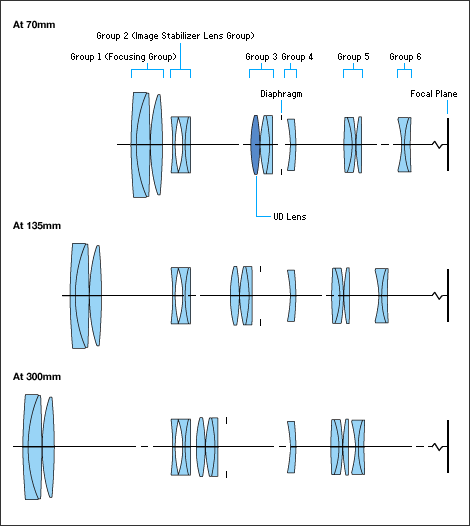 At 70mm
Group 2 (Image Stabilizer Lens Group)
Group 1 (Focusing Group)
Group 3
Group 4
Group 5
Group 6
Diaphragm
Focal Plane
UD Lens
At 135mm
At 300mm